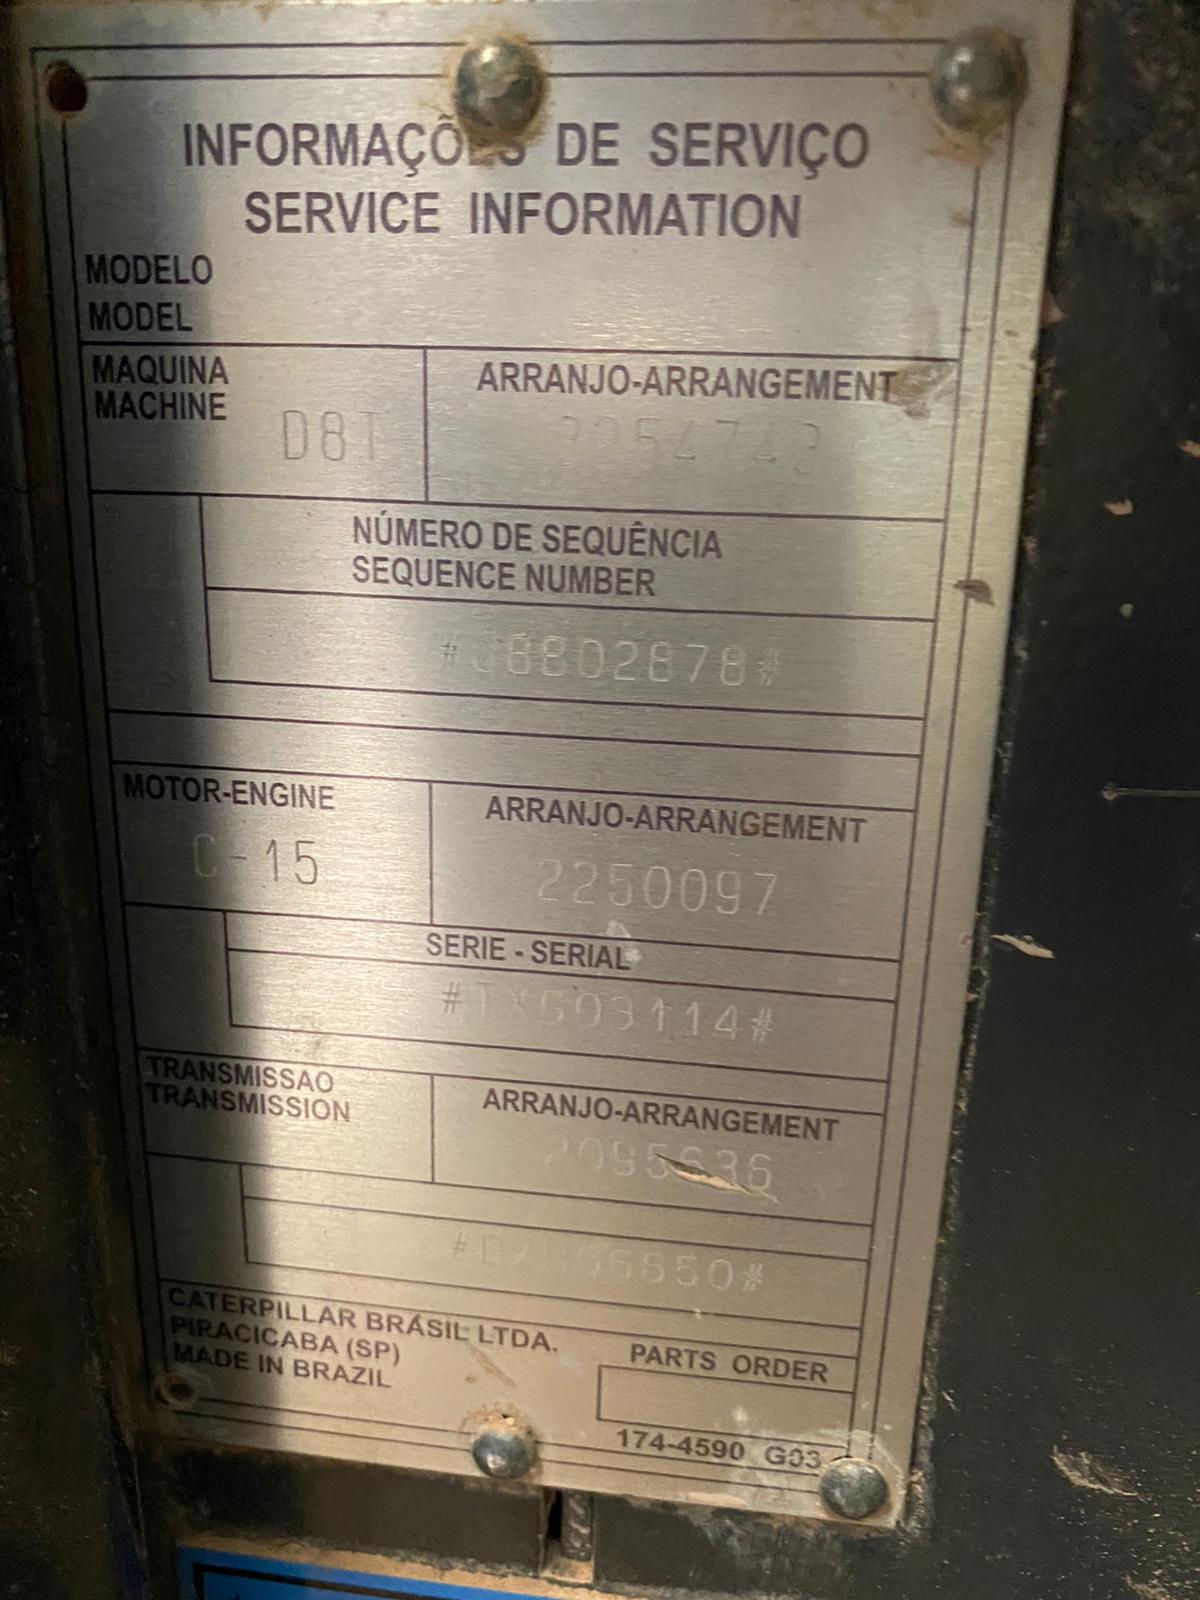 INFORMAÇÕES DE SERVIÇO
SERVICE INFORMATION
MODELO
MODEL
MAQUINA
MACHINE
D8T
ARRANJO-ARRANGEMENT
NÚMERO DE SEQUÊNCIA
SEQUENCE NUMBER
MOTOR-ENGINE
C-15
ARRANJO-ARRANGEMENT
2250097
SERIE - SERIAL
TRANSMISSAO
TRANSMISSION
ARRANJO-ARRANGEMENT
CATERPILLAR BRÁSIL LTDA.
PIRACICABA (SP)
MADE IN BRAZIL
PARTS ORDER
174-4590 G03